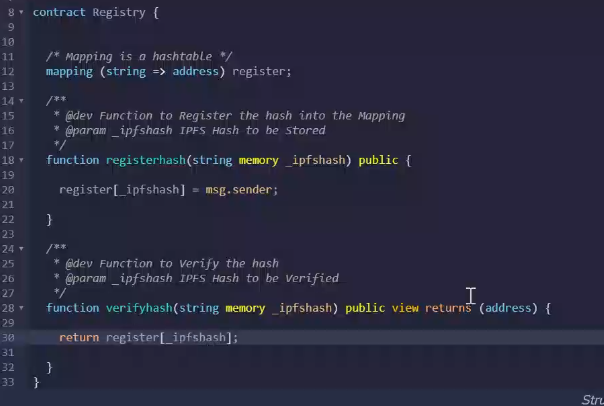 8 contract Registry {
9
10
11 /* Mapping is a hashtable */
12 mapping (string => address) register;
13
14 /**
15 * @dev Function to Register the hash into the Mapping
16 * @param _ipfshash IPFS Hash to be Stored
17 */
18 function registerhash(string memory _ipfshash) public {
19
20 register[_ipfshash] = msg.sender;
21
22 }
23
24 /**
25 * @dev Function to Verify the hash
26 * @param _ipfshash IPFS Hash to be Verified
27 */
28 function verifyhash(string memory _ipfshash) public view returns (address) {
29
30 return register[_ipfshash];
31
32 }
33 }
Stru